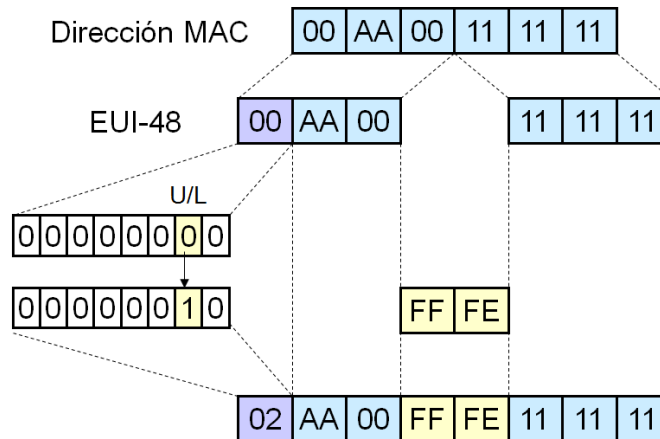 Dirección MAC 00 AA 00 11 11 11
EUI-48 00 AA 00 11 11 11
U/L
0 0 0 0 0 0 0 0
0 0 0 0 0 0 1 0 FF FE
02 AA 00 FF FE 11 11 11